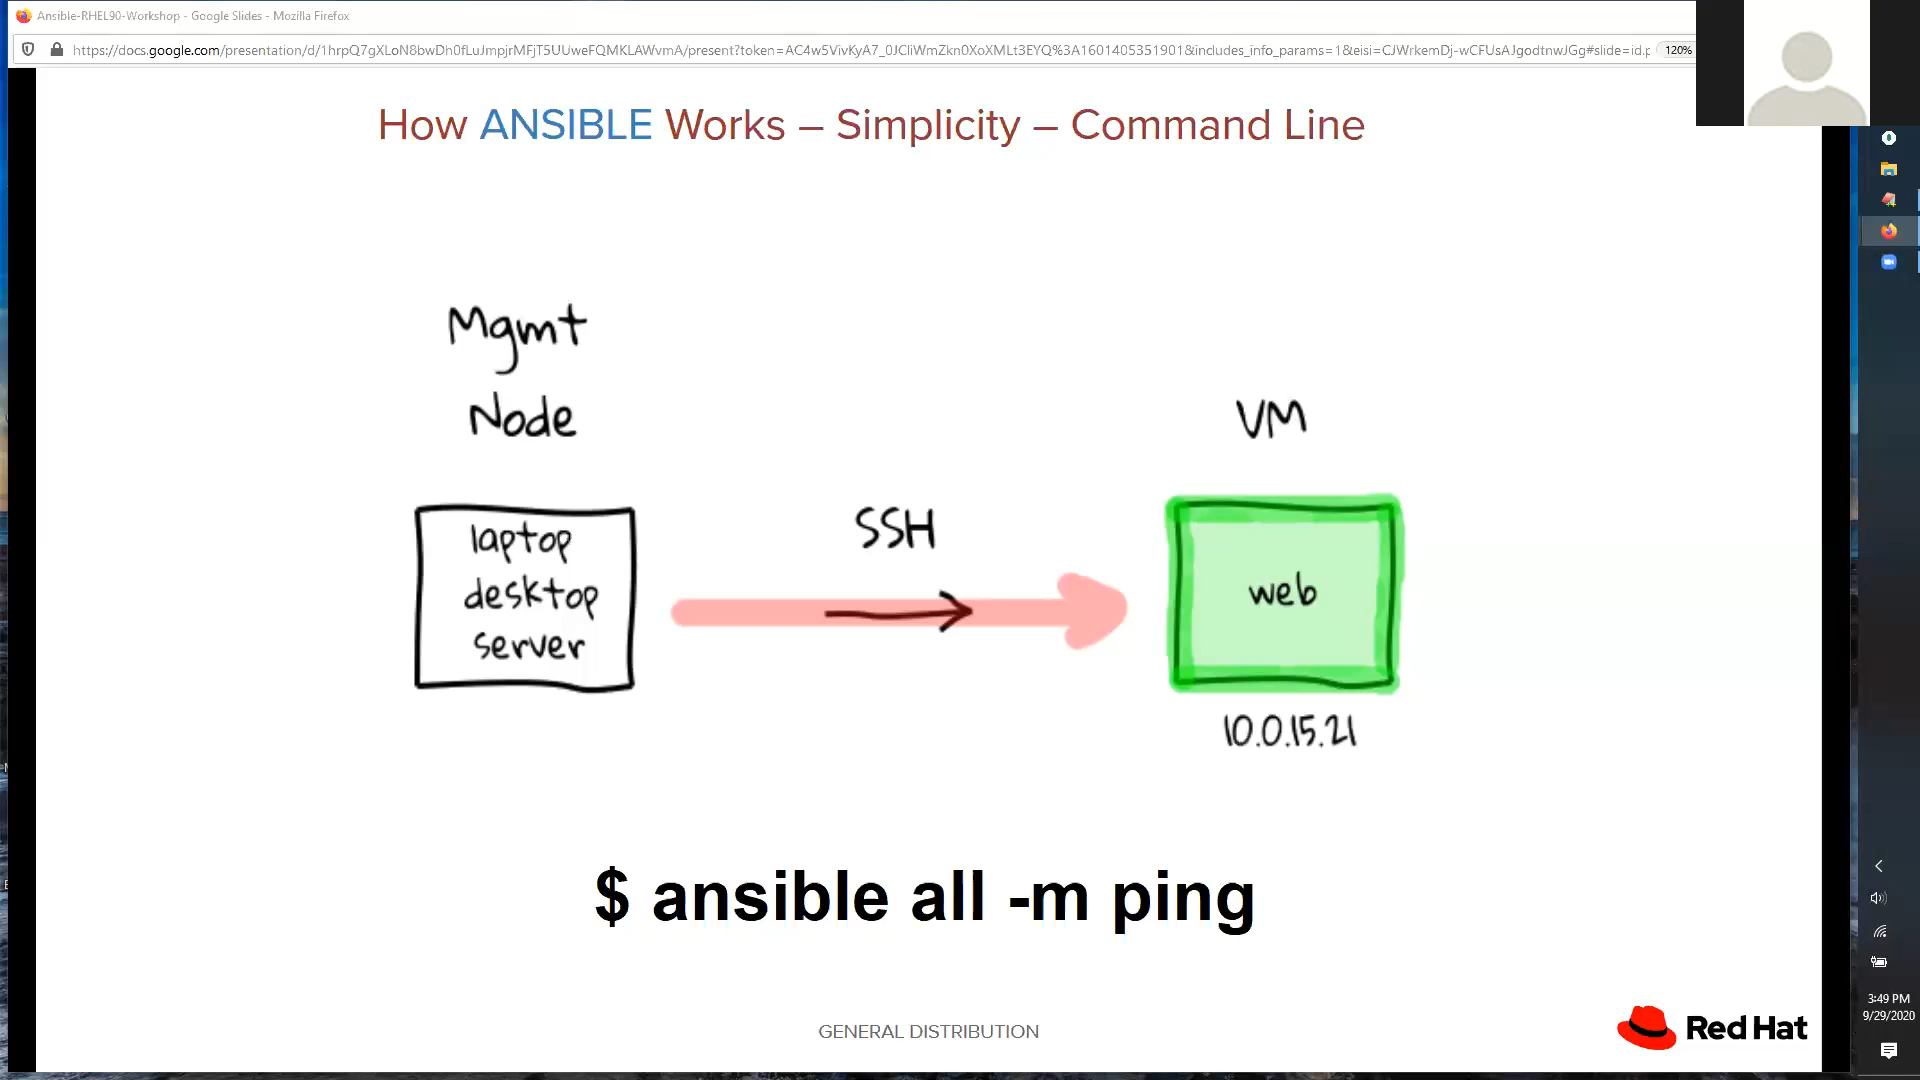 Ansible-RHEL90-Workshop - Google Slides - Mozilla Firefox
https://docs.google.com/presentation/d/1hrpQ7gXLoN8bwDh0fLuJmpjrMFjT5UUweFQMKLAWvmA/present?token=AC4w5VivKyA7_0JCliWmZkn0XoXMLt3EYQ%3A1601405351901&includes_info_params=1&eisi=CJWrkemDj-wCFUsAJgodtnwJGg#slide=id.p
120%
How ANSIBLE Works – Simplicity – Command Line
Mgmt
Node
VM
laptop
desktop
server
SSH
web
10.0.15.21
$ ansible all -m ping
GENERAL DISTRIBUTION
Red Hat
3:49 PM
9/29/2020